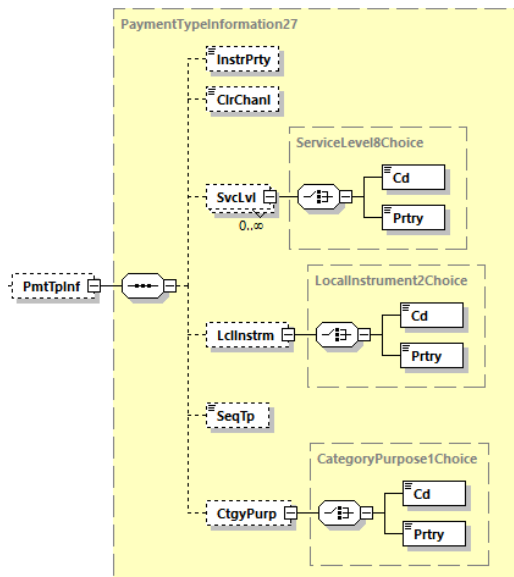 PaymentTypeInformation27
InstrPrty
ClrChanl
ServiceLevel8Choice
Cd
SvcLvl
0..∞
Prtry
LocalInstrument2Choice
PmtTpInf
Cd
LclInstrm
Prtry
SeqTp
CategoryPurpose1Choice
Cd
CtgyPurp
Prtry